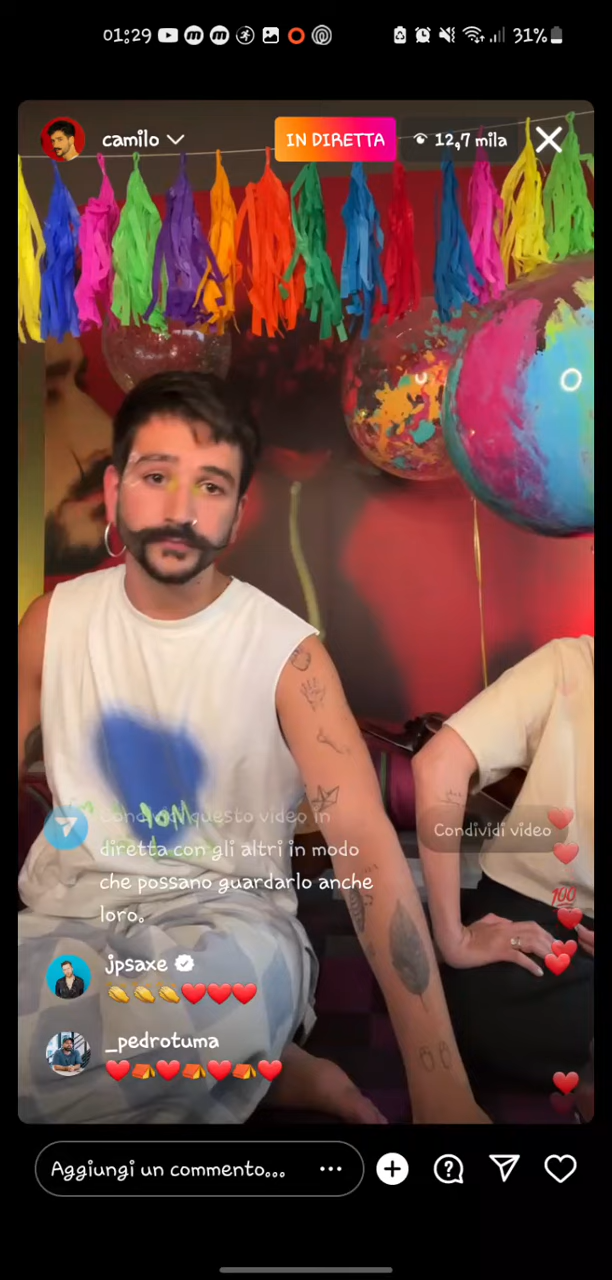 01:29
31%
camilo
IN DIRETTA
12,7 mila
Condividi questo video in
diretta con gli altri in modo
che possano guardarlo anche
loro.
Condividi video
💯
jpsaxe
👏👏👏❤️❤️❤️
_pedrotuma
❤️⛺❤️⛺❤️⛺❤️
Aggiungi un commento...